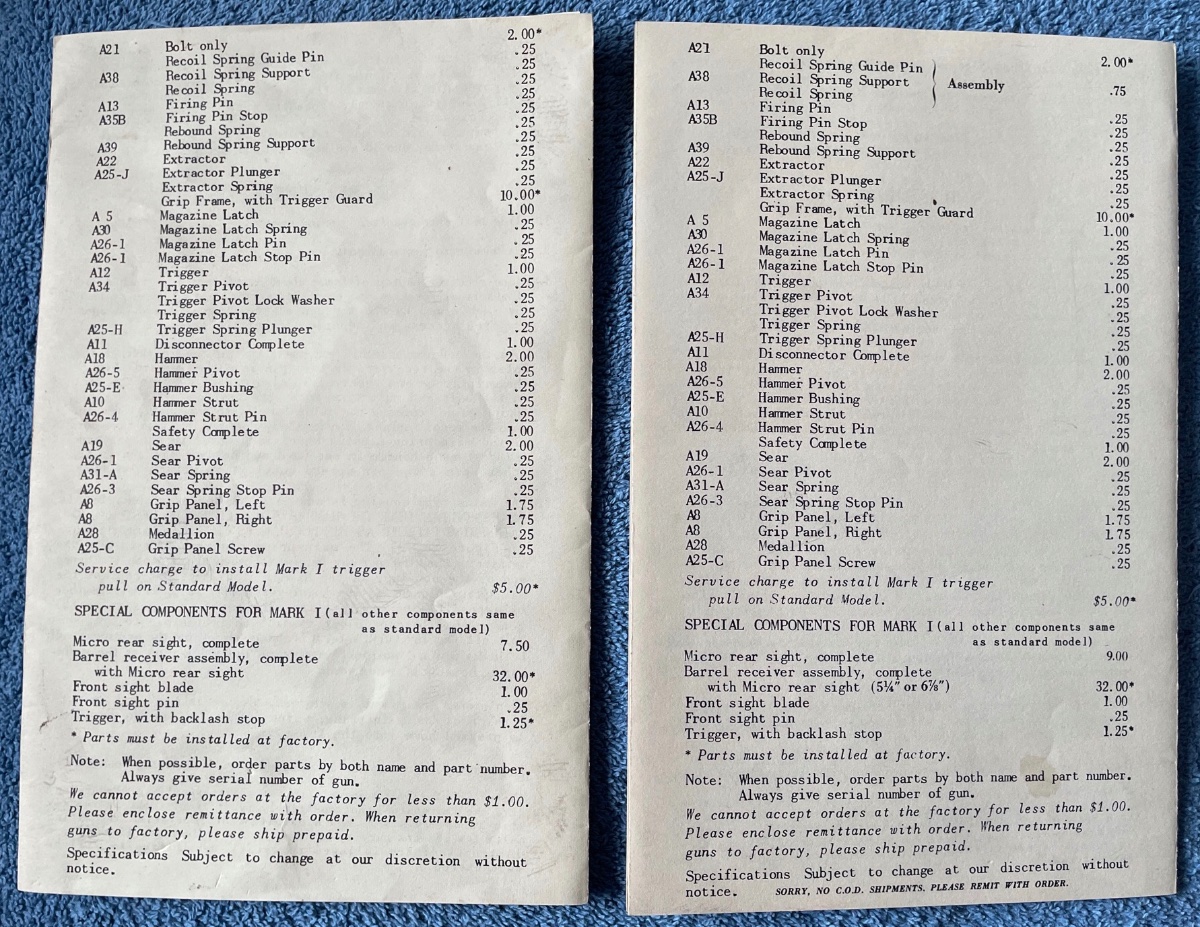 A21 Bolt only 2.00*
Recoil Spring Guide Pin .25
A38 Recoil Spring Support .25
Recoil Spring .25
A13 Firing Pin .25
A35B Firing Pin Stop .25
Rebound Spring .25
A39 Rebound Spring Support .25
A22 Extractor .25
A25-J Extractor Plunger .25
Extractor Spring .25
Grip Frame, with Trigger Guard 10.00*
A 5 Magazine Latch 1.00
A30 Magazine Latch Spring .25
A26-1 Magazine Latch Pin .25
A26-1 Magazine Latch Stop Pin .25
A12 Trigger 1.00
A34 Trigger Pivot .25
Trigger Pivot Lock Washer .25
Trigger Spring .25
A25-H Trigger Spring Plunger .25
A11 Disconnector Complete 1.00
A18 Hammer 2.00
A26-5 Hammer Pivot .25
A25-E Hammer Bushing .25
A10 Hammer Strut .25
A26-4 Hammer Strut Pin .25
Safety Complete 1.00
A19 Sear 2.00
A26-1 Sear Pivot .25
A31-A Sear Spring .25
A26-3 Sear Spring Stop Pin .25
A8 Grip Panel, Left 1.75
A8 Grip Panel, Right 1.75
A28 Medallion .25
A25-C Grip Panel Screw .25
Service charge to install Mark I trigger
pull on Standard Model. $5.00*
SPECIAL COMPONENTS FOR MARK I (all other components same
as standard model)
Micro rear sight, complete 7.50
Barrel receiver assembly, complete
with Micro rear sight 32.00*
Front sight blade 1.00
Front sight pin .25
Trigger, with backlash stop 1.25*
* Parts must be installed at factory.
Note: When possible, order parts by both name and part number.
Always give serial number of gun.
We cannot accept orders at the factory for less than $1.00.
Please enclose remittance with order. When returning
guns to factory, please ship prepaid.
Specifications Subject to change at our discretion without
notice.
A21 Bolt only 2.00*
Recoil Spring Guide Pin
A38 Recoil Spring Support Assembly .75
Recoil Spring
A13 Firing Pin .25
A35B Firing Pin Stop .25
Rebound Spring .25
A39 Rebound Spring Support .25
A22 Extractor .25
A25-J Extractor Plunger .25
Extractor Spring .25
Grip Frame, with Trigger Guard 10.00*
A 5 Magazine Latch 1.00
A30 Magazine Latch Spring .25
A26-1 Magazine Latch Pin .25
A26-1 Magazine Latch Stop Pin .25
A12 Trigger 1.00
A34 Trigger Pivot .25
Trigger Pivot Lock Washer .25
Trigger Spring .25
A25-H Trigger Spring Plunger .25
A11 Disconnector Complete 1.00
A18 Hammer 2.00
A26-5 Hammer Pivot .25
A25-E Hammer Bushing .25
A10 Hammer Strut .25
A26-4 Hammer Strut Pin .25
Safety Complete 1.00
A19 Sear 2.00
A26-1 Sear Pivot .25
A31-A Sear Spring .25
A26-3 Sear Spring Stop Pin .25
A8 Grip Panel, Left 1.75
A8 Grip Panel, Right 1.75
A28 Medallion .25
A25-C Grip Panel Screw .25
Service charge to install Mark I trigger
pull on Standard Model. $5.00*
SPECIAL COMPONENTS FOR MARK I (all other components same
as standard model)
Micro rear sight, complete 9.00
Barrel receiver assembly, complete
with Micro rear sight (5¼" or 6⅞") 32.00*
Front sight blade 1.00
Front sight pin .25
Trigger, with backlash stop 1.25*
* Parts must be installed at factory.
Note: When possible, order parts by both name and part number.
Always give serial number of gun.
We cannot accept orders at the factory for less than $1.00.
Please enclose remittance with order. When returning
guns to factory, please ship prepaid.
Specifications Subject to change at our discretion without
notice. SORRY, NO C.O.D. SHIPMENTS. PLEASE REMIT WITH ORDER.